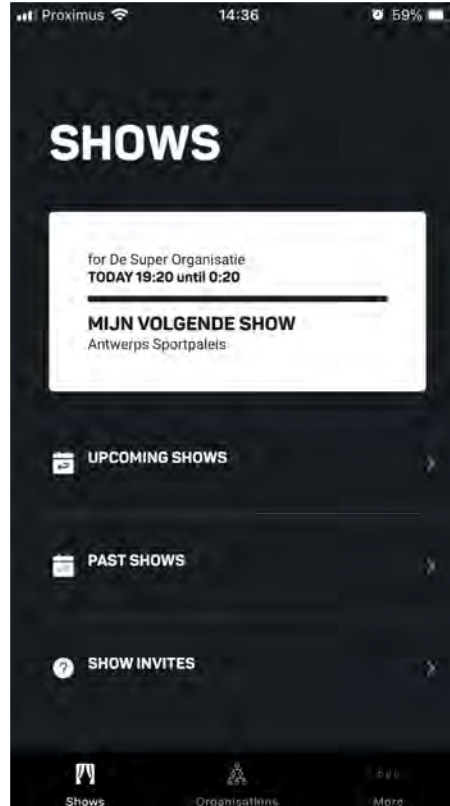 Proximus 14:36 59%
SHOWS
for De Super Organisatie
TODAY 19:20 until 0:20
MIJN VOLGENDE SHOW
Antwerps Sportpaleis
UPCOMING SHOWS
PAST SHOWS
SHOW INVITES
Shows Organisations More